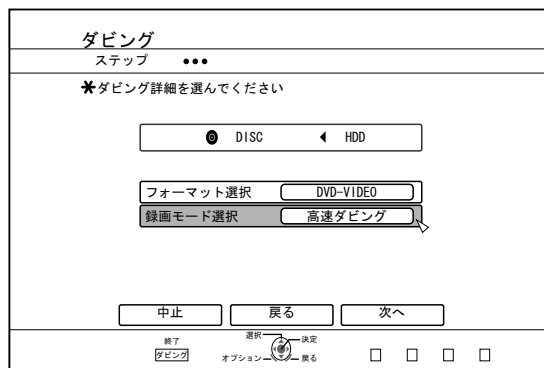 ダビング
ステップ •••
✱ダビング詳細を選んでください
DISC HDD
フォーマット選択 DVD-VIDEO
録画モード選択 高速ダビング
中止 戻る 次へ
終了 選択 決定
ダビング オプション 戻る